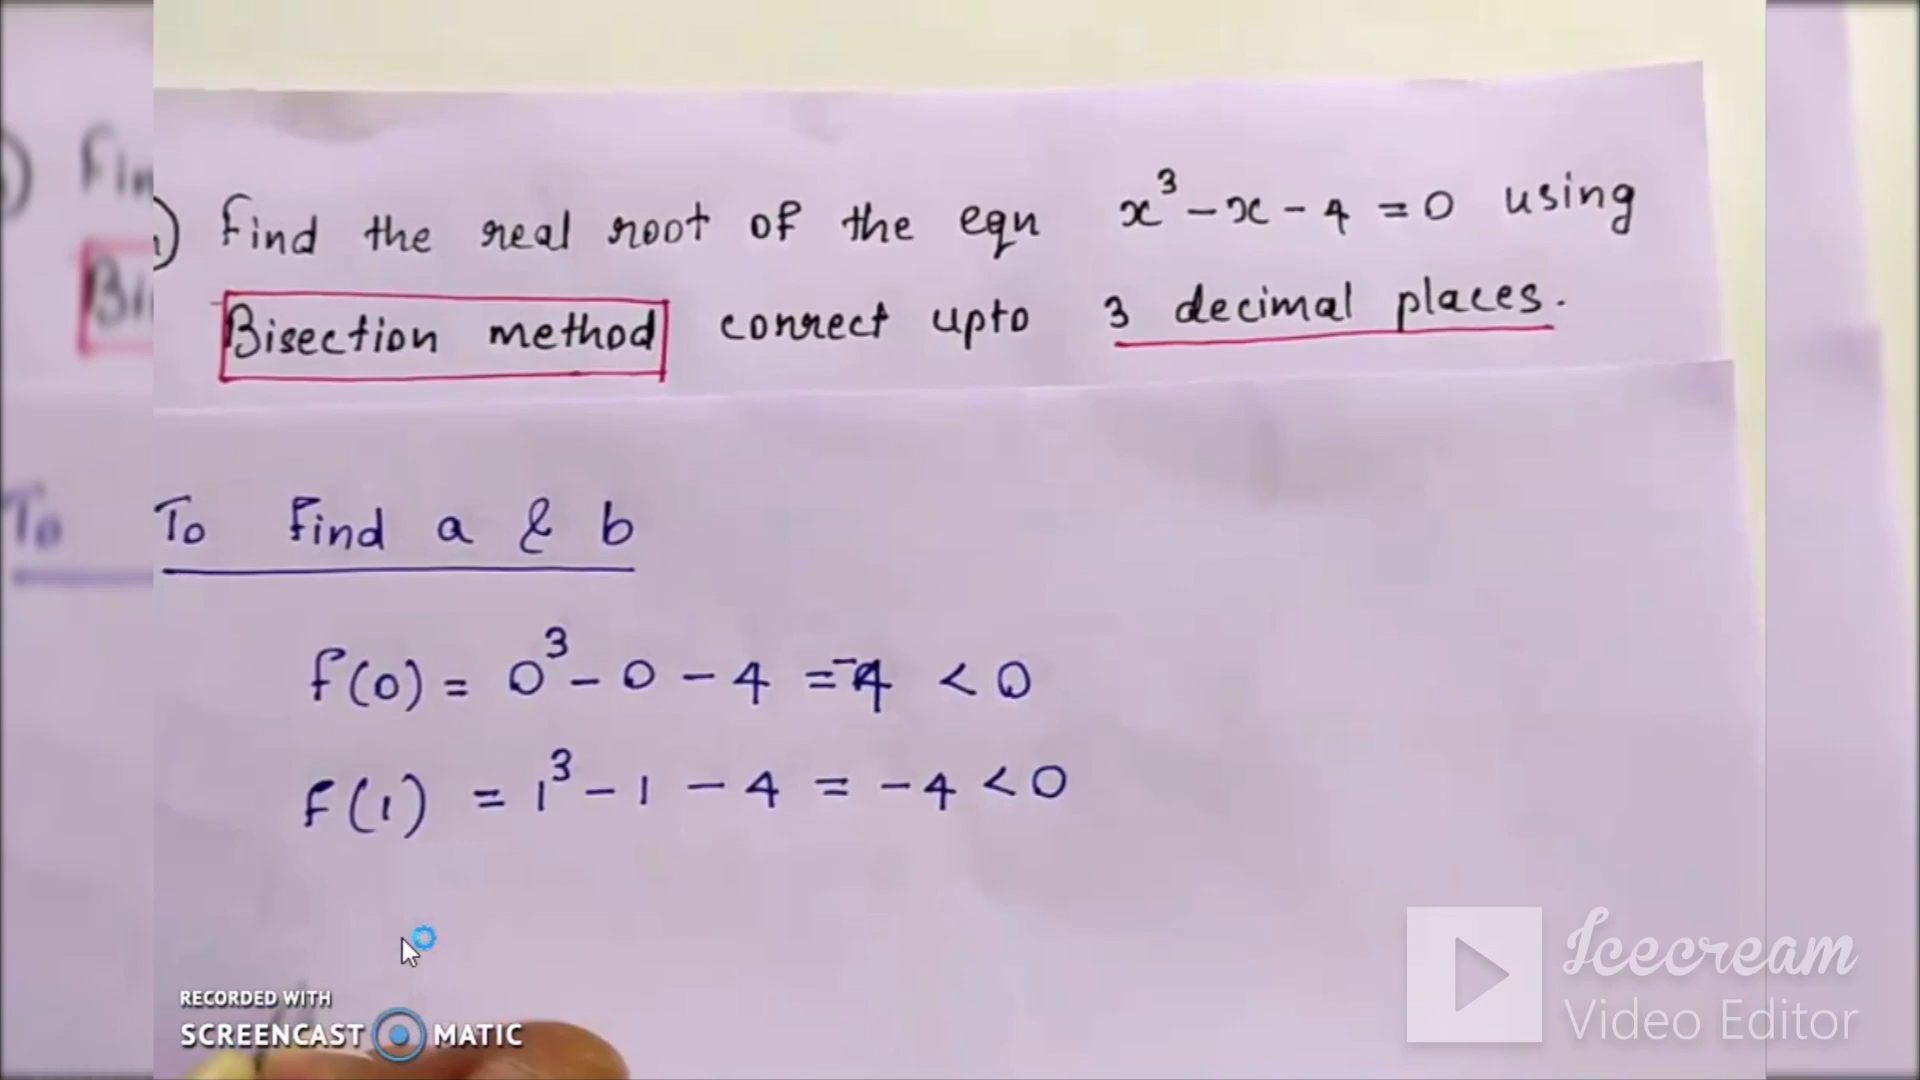 Find the real root of the equ x³ - x - 4 = 0 using
Bisection method correct upto 3 decimal places.
To Find a & b
f(0) = 0³ - 0 - 4 = -4 < 0
f(1) = 1³ - 1 - 4 = -4 < 0
RECORDED WITH
SCREENCAST MATIC
Icecream
Video Editor